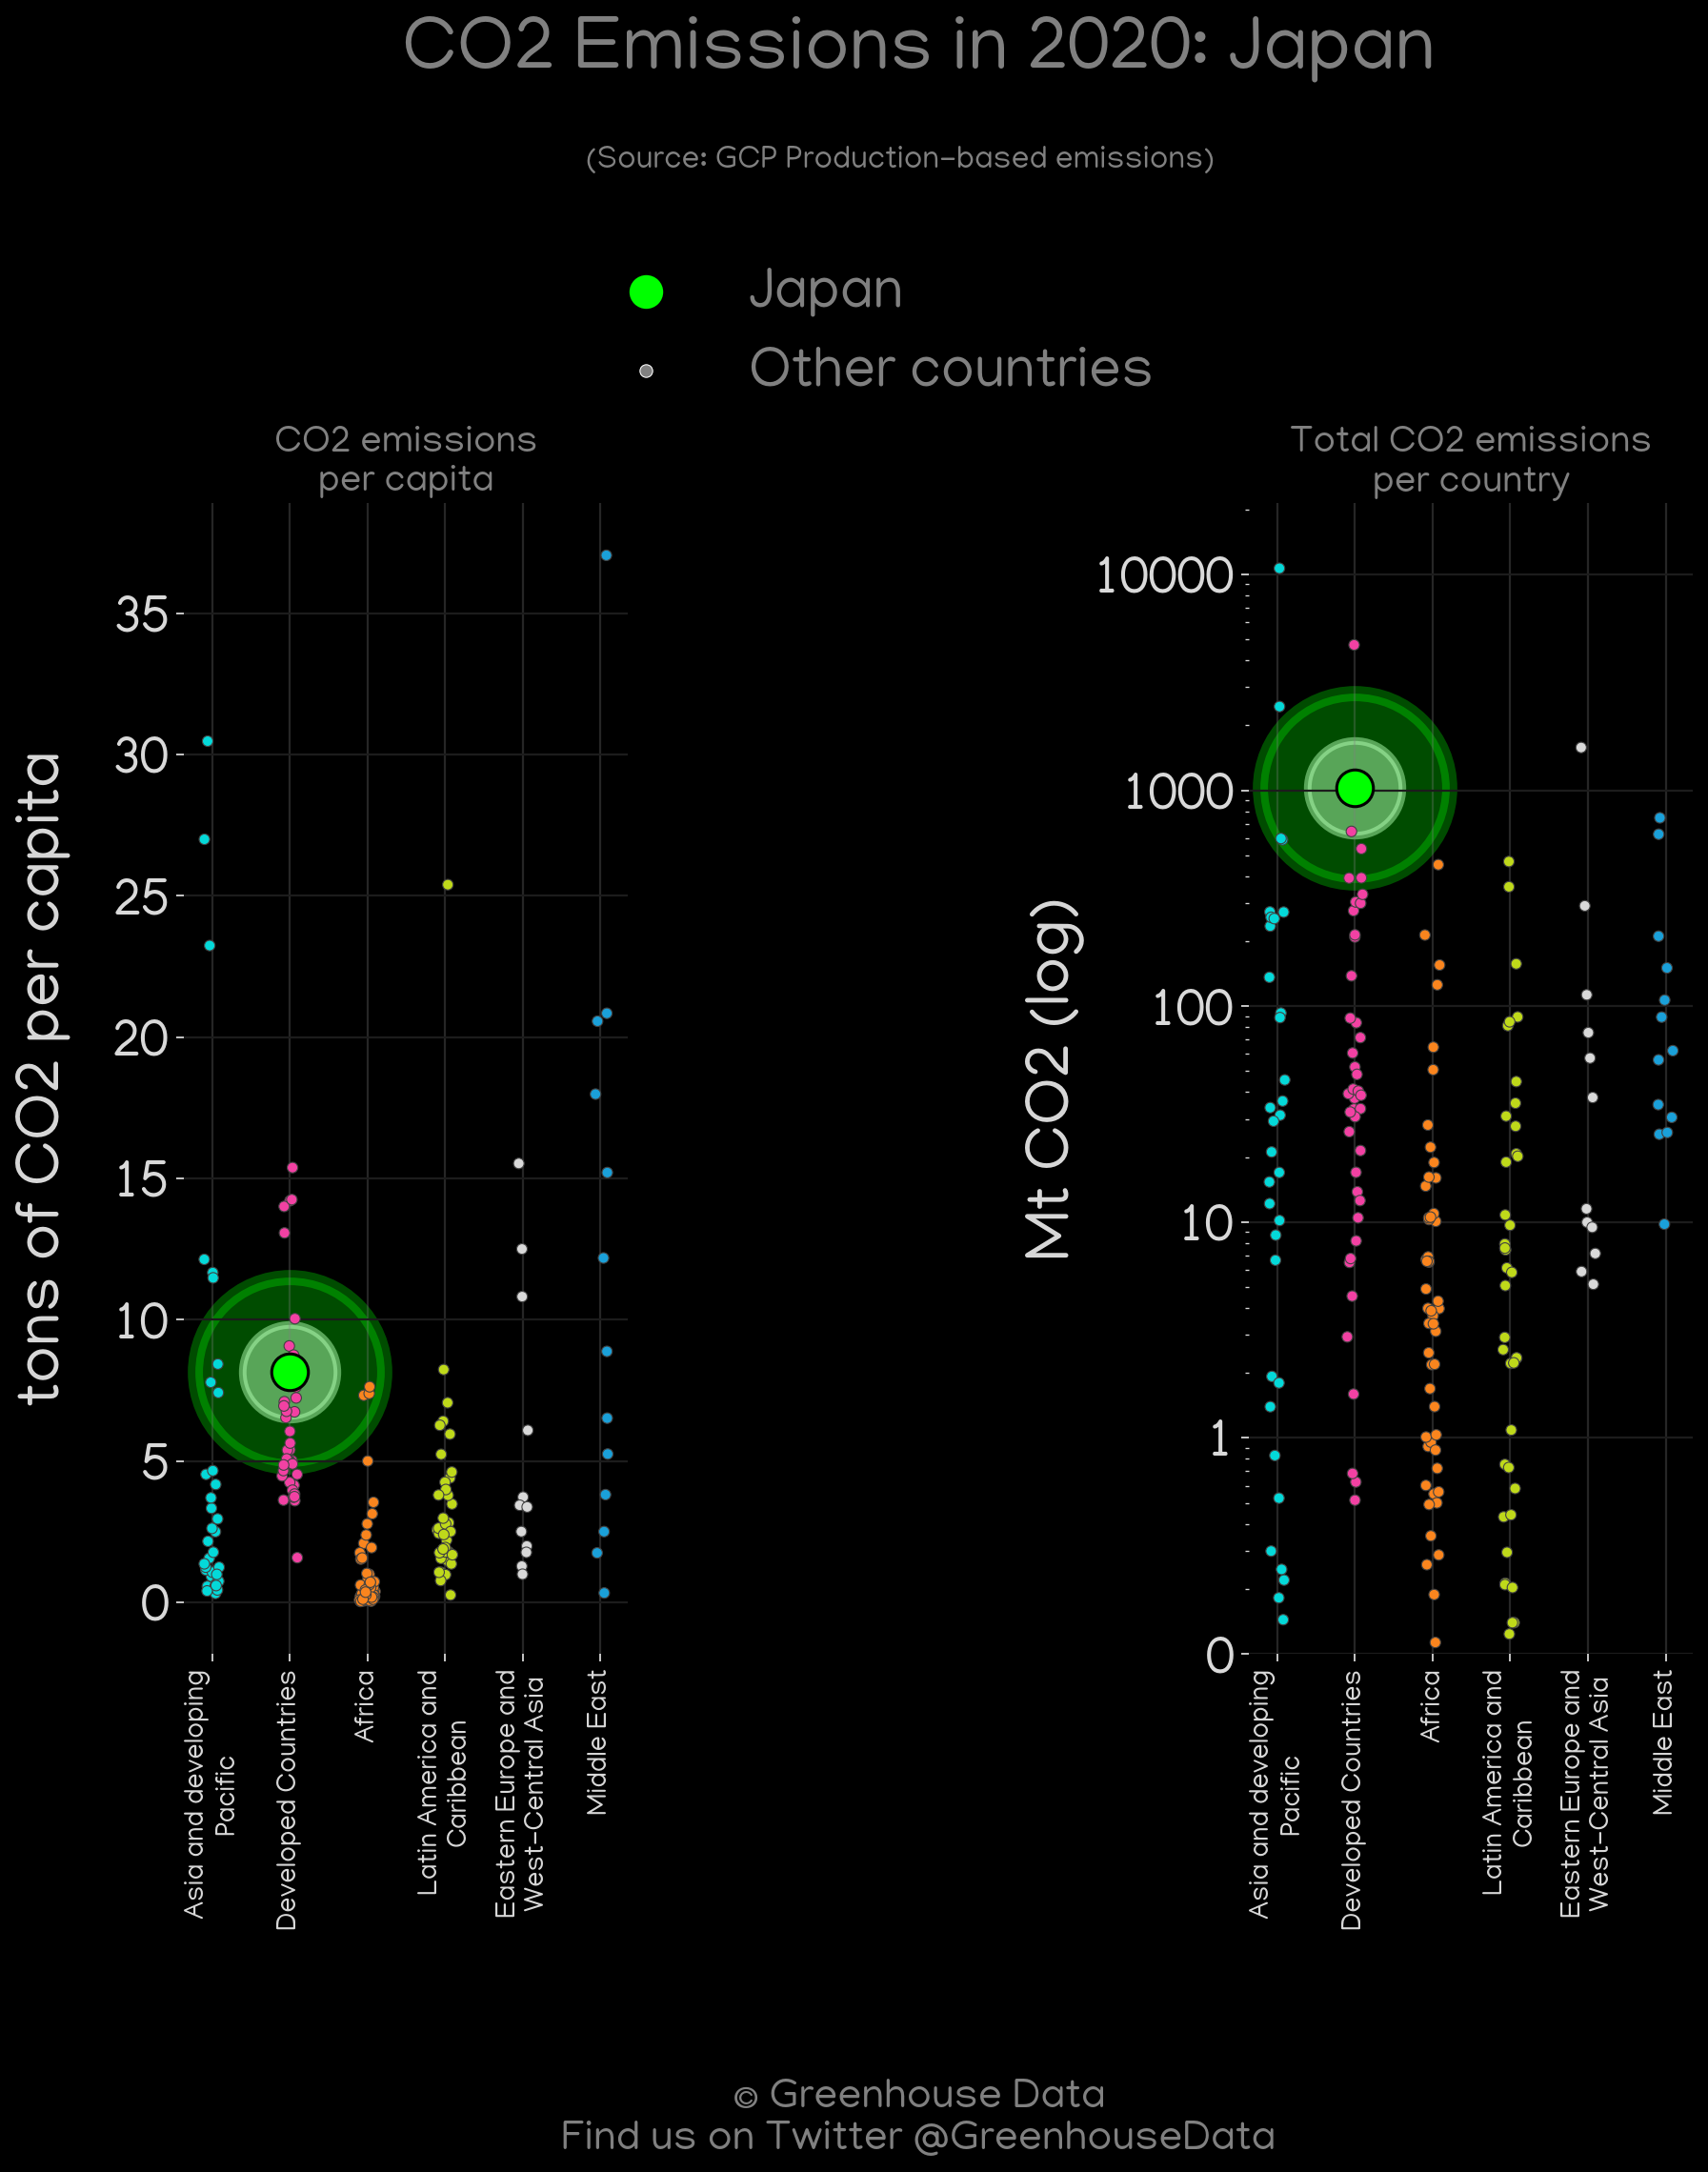 CO2 Emissions in 2020: Japan
(Source: GCP Production-based emissions)
Japan
Other countries
CO2 emissions
per capita
tons of CO2 per capita
35
30
25
20
15
10
5
0
Asia and developing
Pacific
Developed Countries
Africa
Latin America and
Caribbean
Eastern Europe and
West-Central Asia
Middle East
Total CO2 emissions
per country
Mt CO2 (log)
10000
1000
100
10
1
0
Asia and developing
Pacific
Developed Countries
Africa
Latin America and
Caribbean
Eastern Europe and
West-Central Asia
Middle East
© Greenhouse Data
Find us on Twitter @GreenhouseData